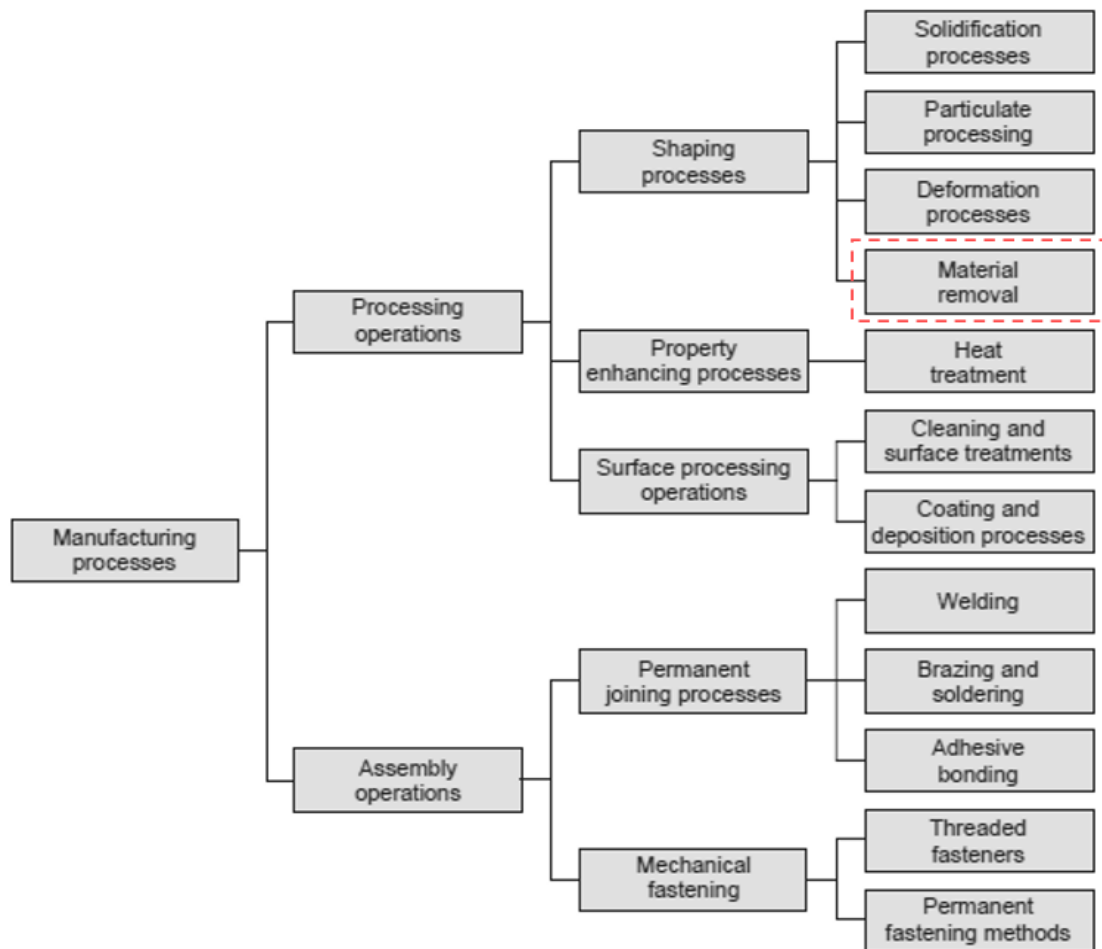 Solidification
processes
Particulate
processing
Shaping
processes
Deformation
processes
Material
removal
Processing
operations
Property
enhancing processes
Heat
treatment
Cleaning and
surface treatments
Surface processing
operations
Coating and
deposition processes
Manufacturing
processes
Welding
Permanent
joining processes
Brazing and
soldering
Adhesive
bonding
Assembly
operations
Threaded
fasteners
Mechanical
fastening
Permanent
fastening methods